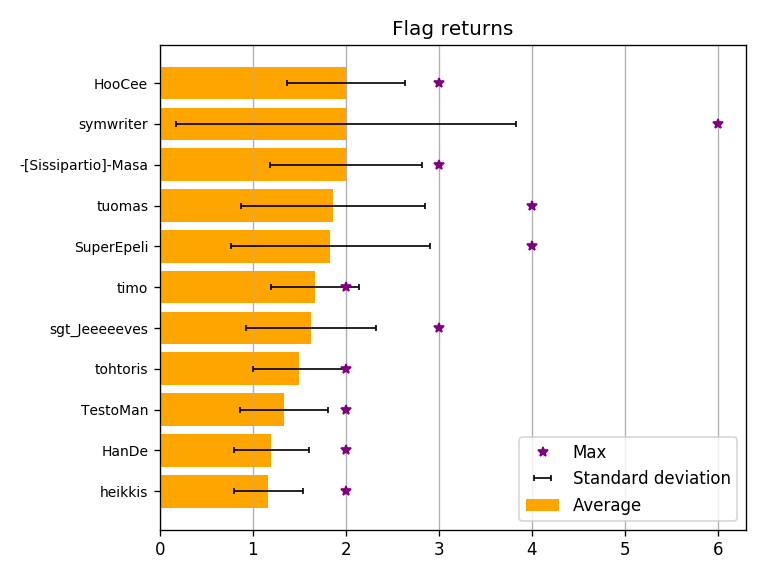 Flag returns
HooCee
symwriter
-[Sissipartio]-Masa
tuomas
SuperEpeli
timo
sgt_Jeeeeeves
tohtoris
TestoMan
HanDe
heikkis
Max
Standard deviation
Average
0 1 2 3 4 5 6